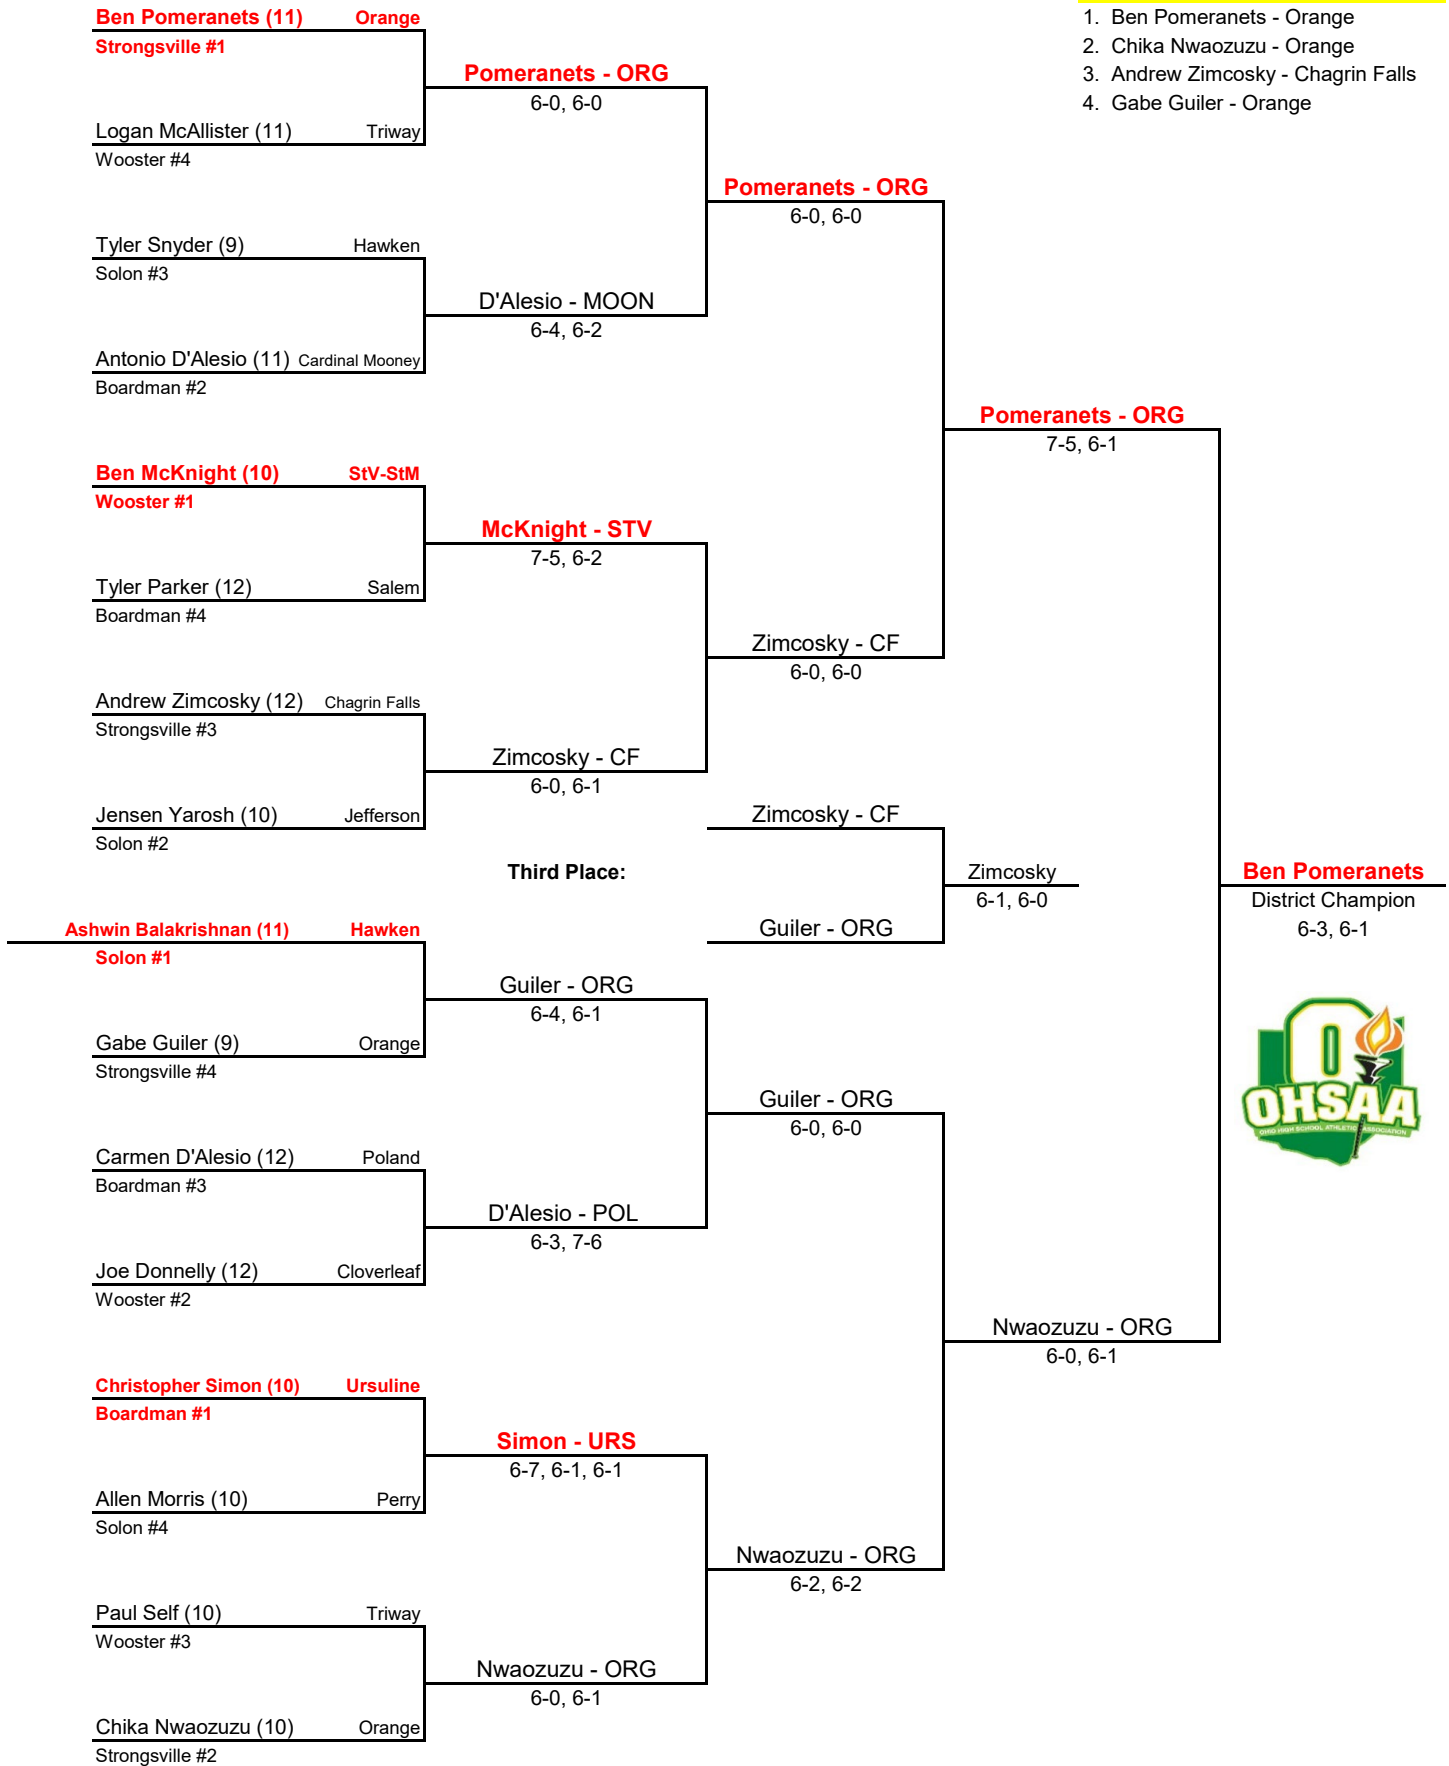 Ben Pomeranets (11) Orange
Strongsville #1
1. Ben Pomeranets - Orange
2. Chika Nwaozuzu - Orange
3. Andrew Zimcosky - Chagrin Falls
4. Gabe Guiler - Orange
Pomeranets - ORG
6-0, 6-0
Logan McAllister (11) Triway
Wooster #4
Pomeranets - ORG
6-0, 6-0
Tyler Snyder (9) Hawken
Solon #3
D'Alesio - MOON
6-4, 6-2
Antonio D'Alesio (11) Cardinal Mooney
Boardman #2
Pomeranets - ORG
7-5, 6-1
Ben McKnight (10) StV-StM
Wooster #1
McKnight - STV
7-5, 6-2
Tyler Parker (12) Salem
Boardman #4
Zimcosky - CF
6-0, 6-0
Andrew Zimcosky (12) Chagrin Falls
Strongsville #3
Zimcosky - CF
6-0, 6-1
Jensen Yarosh (10) Jefferson
Solon #2
Zimcosky - CF
Third Place:
Zimcosky
6-1, 6-0
Guiler - ORG
Ben Pomeranets
District Champion
6-3, 6-1
Ashwin Balakrishnan (11) Hawken
Solon #1
Guiler - ORG
6-4, 6-1
Gabe Guiler (9) Orange
Strongsville #4
Guiler - ORG
6-0, 6-0
O
OHSAA
OHIO HIGH SCHOOL ATHLETIC ASSOCIATION
Carmen D'Alesio (12) Poland
Boardman #3
D'Alesio - POL
6-3, 7-6
Joe Donnelly (12) Cloverleaf
Wooster #2
Nwaozuzu - ORG
6-0, 6-1
Christopher Simon (10) Ursuline
Boardman #1
Simon - URS
6-7, 6-1, 6-1
Allen Morris (10) Perry
Solon #4
Nwaozuzu - ORG
6-2, 6-2
Paul Self (10) Triway
Wooster #3
Nwaozuzu - ORG
6-0, 6-1
Chika Nwaozuzu (10) Orange
Strongsville #2